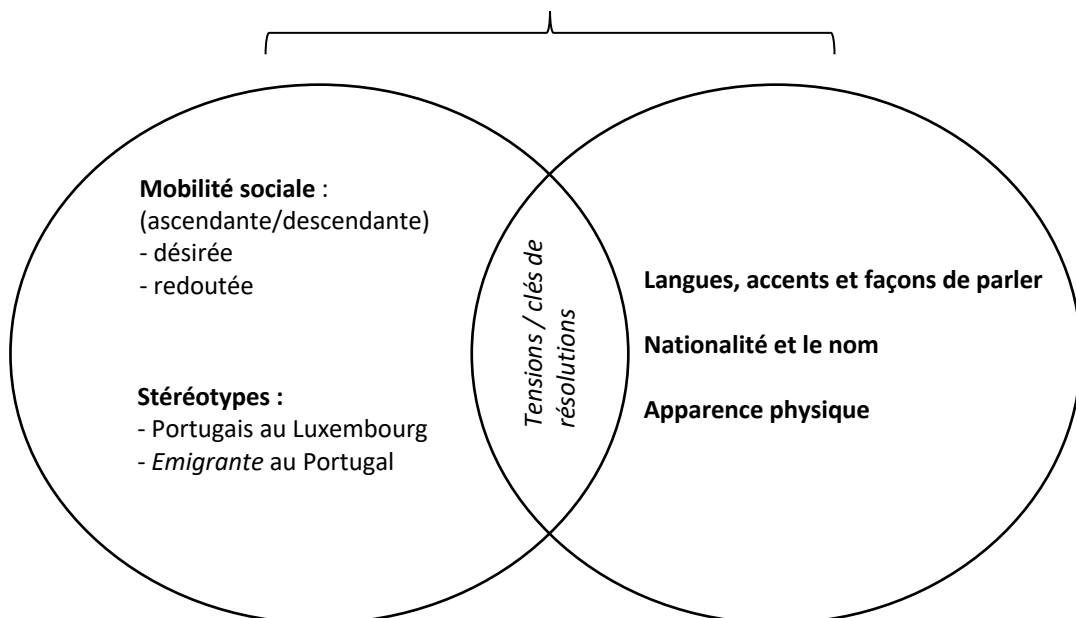 Mobilité sociale :
(ascendante/descendante)
- désirée
- redoutée
Stéréotypes :
- Portugais au Luxembourg
- Emigrante au Portugal
Tensions / clés de
résolutions
Langues, accents et façons de parler
Nationalité et le nom
Apparence physique